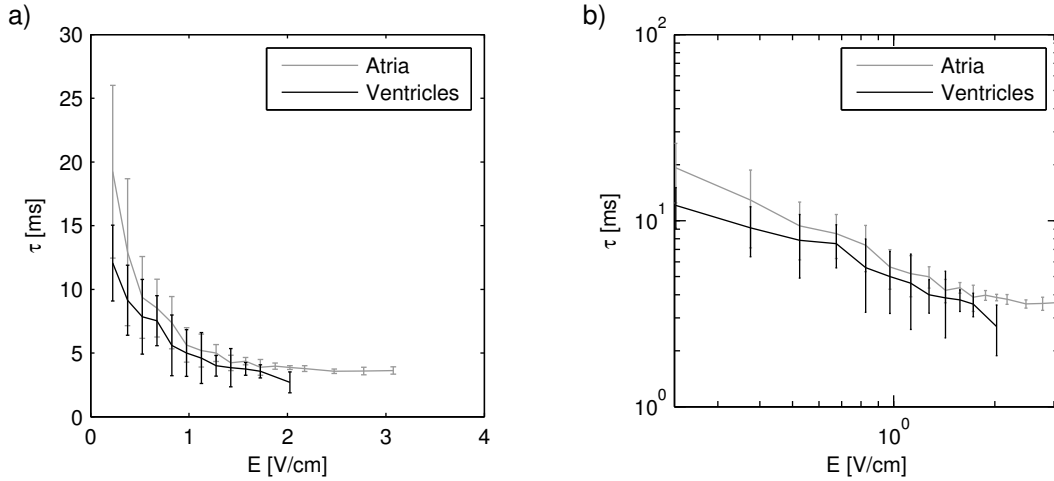 a)
30
25
20
15
10
5
0
τ [ms]
0 1 2 3 4
E [V/cm]
Atria
Ventricles
b)
10²
10¹
10⁰
τ [ms]
10⁰
E [V/cm]
Atria
Ventricles